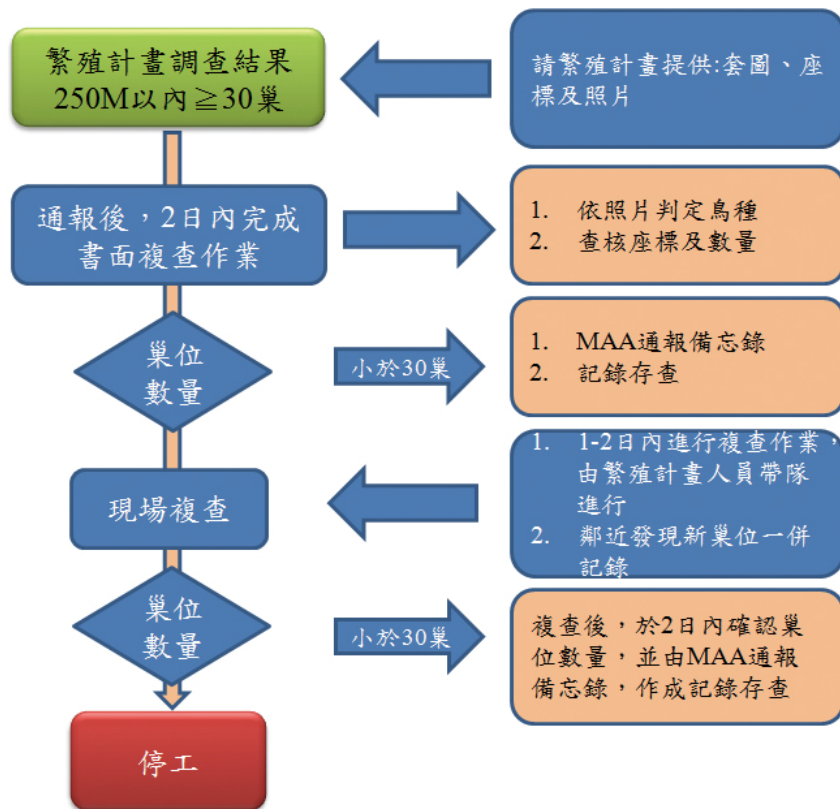 繁殖計畫調查結果
250M以內≧30巢
請繁殖計畫提供:套圖、座
標及照片
通報後，2日內完成
書面複查作業
1. 依照片判定鳥種
2. 查核座標及數量
巢位
數量
小於30巢
1. MAA通報備忘錄
2. 記錄存查
現場複查
1. 1-2日內進行複查作業，
由繁殖計畫人員帶隊
進行
2. 鄰近發現新巢位一併
記錄
巢位
數量
小於30巢
複查後，於2日內確認巢
位數量，並由MAA通報
備忘錄，作成記錄存查
停工